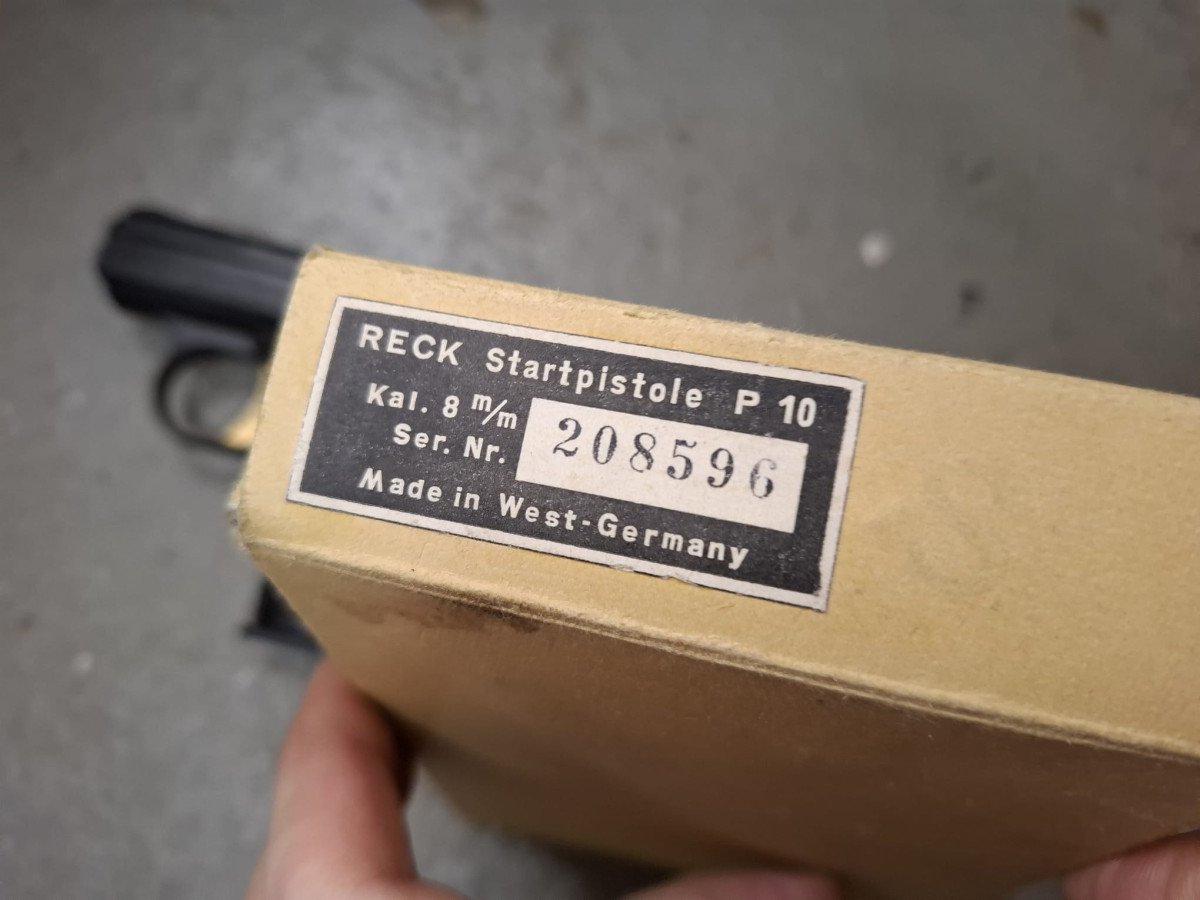 RECK Startpistole P 10
Kal. 8 m/m
Ser. Nr. 208596
Made in West-Germany